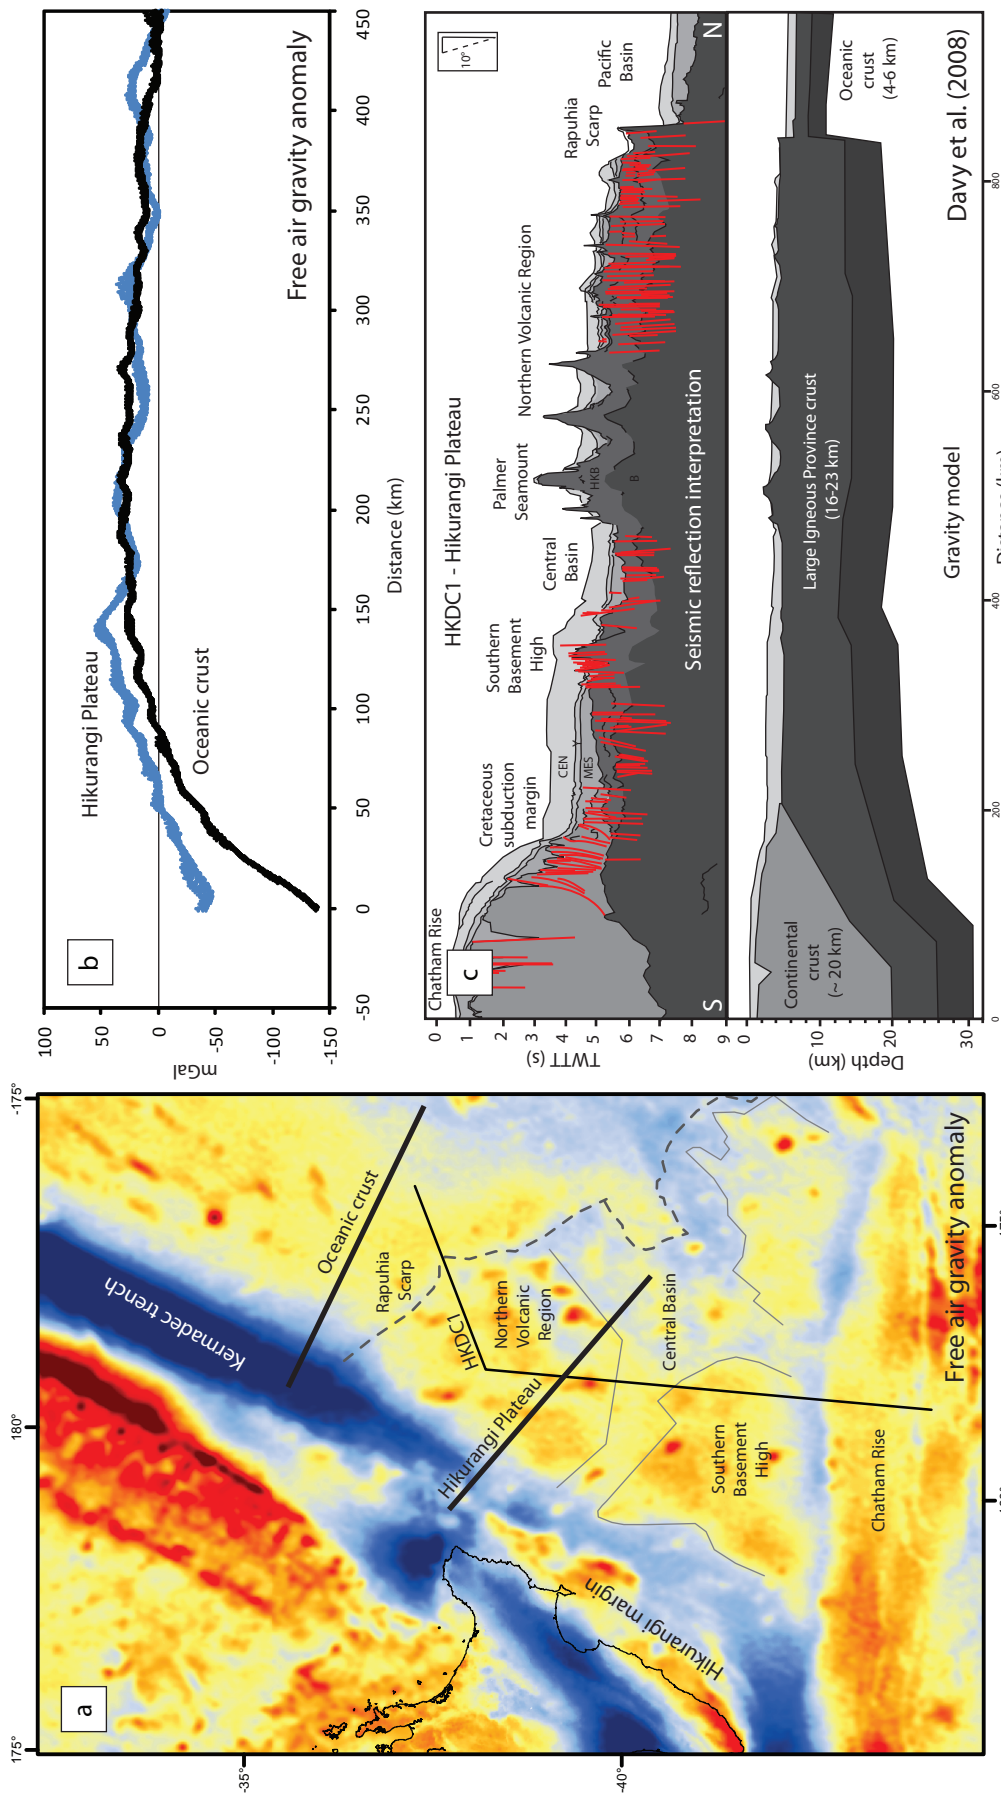 a
175°
180°
-175°
-35°
-40°
Kermadec trench
Oceanic crust
Rapuhia
Scarp
HKDC1
Northern
Volcanic
Region
Hikurangi Plateau
Central Basin
Southern
Basement
High
Hikurangi margin
Chatham Rise
Free air gravity anomaly
b
100
50
0
-50
-100
-150
mGal
Hikurangi Plateau
Oceanic crust
Free air gravity anomaly
-50
0
50
100
150
200
250
300
350
400
450
Distance (km)
c
HKDC1 - Hikurangi Plateau
10°
Chatham Rise
Cretaceous
subduction
margin
Southern
Basement
High
Central
Basin
Palmer
Seamount
Northern Volcanic Region
Rapuhia
Scarp
Pacific
Basin
CEN
MES
HKB
B
0
1
2
3
4
5
6
7
8
9
TWTT (s)
S
Seismic reflection interpretation
N
0
10
20
30
Depth (km)
Continental
crust
(~ 20 km)
Large Igneous Province crust
(16-23 km)
Oceanic
crust
(4-6 km)
Gravity model
Davy et al. (2008)
0
200
400
600
800